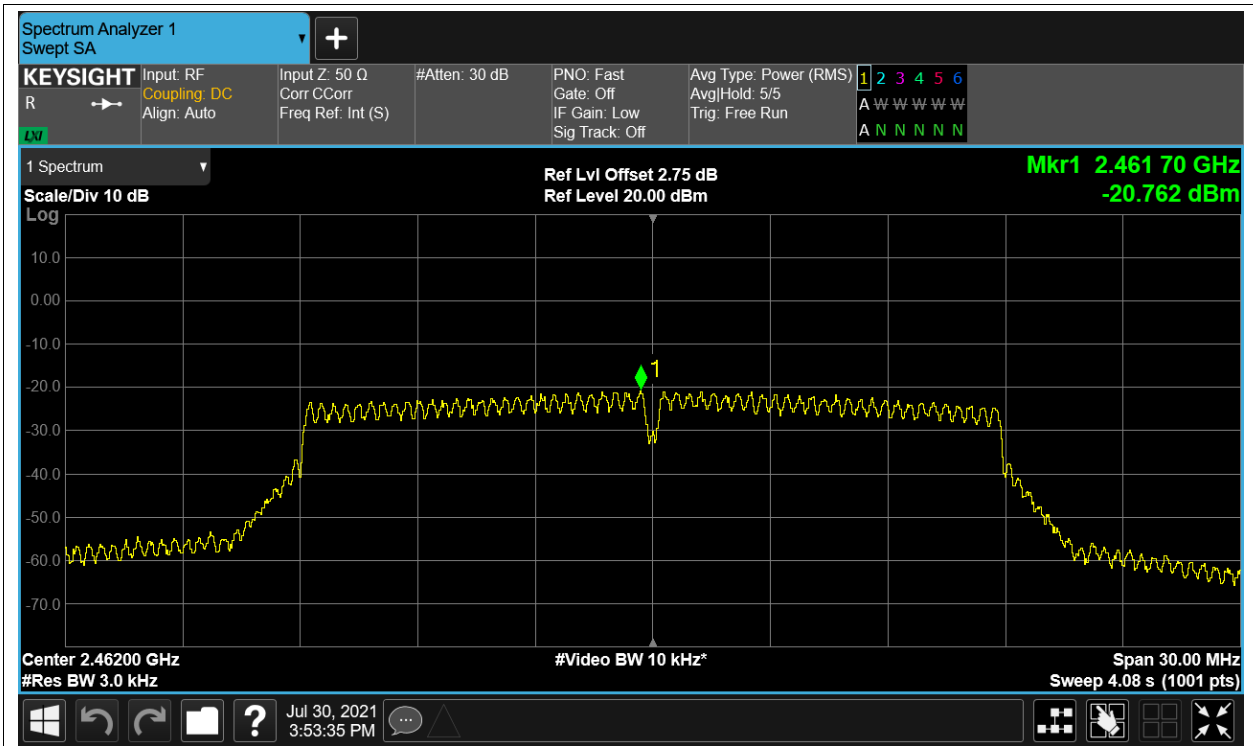 Spectrum Analyzer 1
Swept SA
KEYSIGHT
R
LXI
Input: RF
Coupling: DC
Align: Auto
Input Z: 50 Ω
Corr CCorr
Freq Ref: Int (S)
#Atten: 30 dB
PNO: Fast
Gate: Off
IF Gain: Low
Sig Track: Off
Avg Type: Power (RMS)
Avg|Hold: 5/5
Trig: Free Run
1 2 3 4 5 6
A W W W W W
A N N N N N
1 Spectrum
Scale/Div 10 dB
Log
Ref Lvl Offset 2.75 dB
Ref Level 20.00 dBm
Mkr1 2.461 70 GHz
-20.762 dBm
10.0
0.00
-10.0
-20.0
-30.0
-40.0
-50.0
-60.0
-70.0
1
Center 2.46200 GHz
#Res BW 3.0 kHz
#Video BW 10 kHz*
Span 30.00 MHz
Sweep 4.08 s (1001 pts)
?
Jul 30, 2021
3:53:35 PM